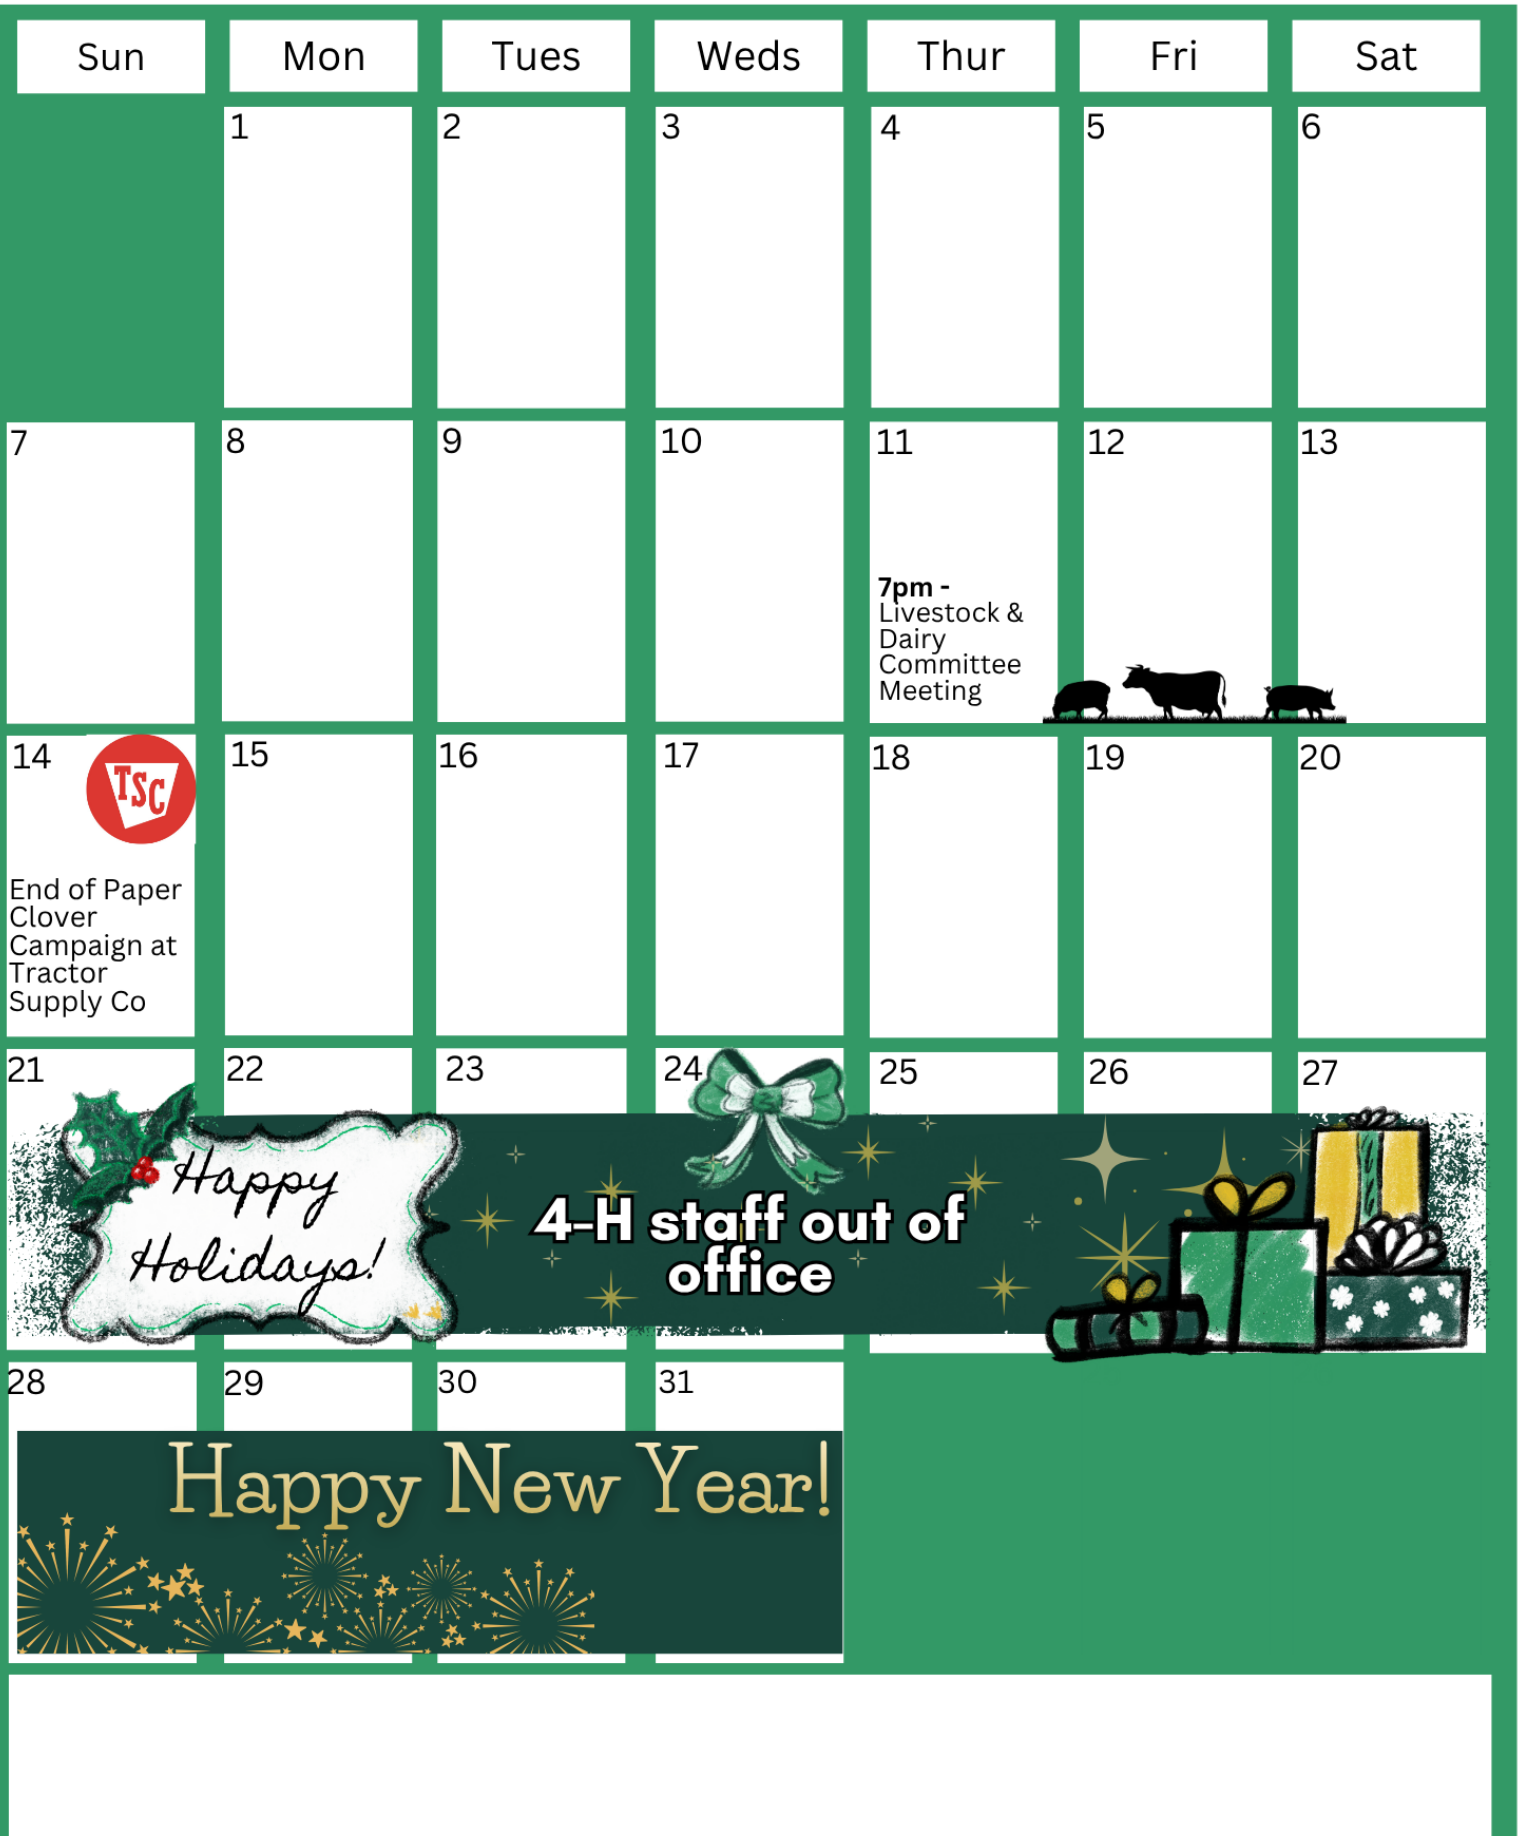 Sun Mon Tues Weds Thur Fri Sat
1 2 3 4 5 6
7 8 9 10 11 12 13
7pm -
Livestock &
Dairy
Committee
Meeting
14 15 16 17 18 19 20
TSC
End of Paper
Clover
Campaign at
Tractor
Supply Co
21 22 23 24 25 26 27
Happy
Holidays!
4-H staff out of
office
28 29 30 31
Happy New Year!